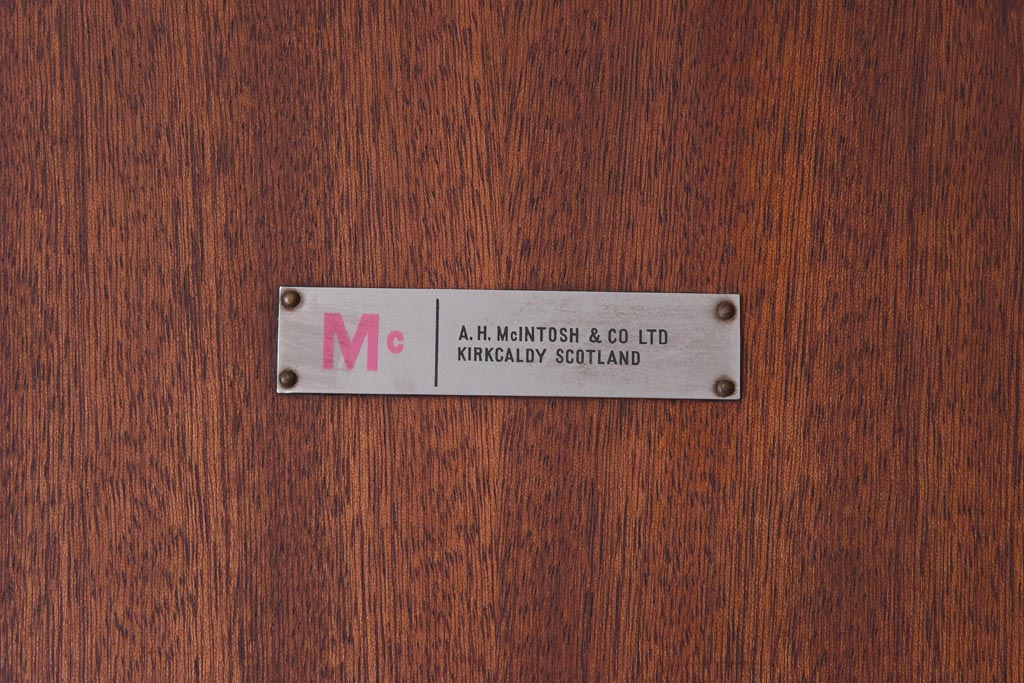 Mc
A. H. McINTOSH & CO LTD
KIRKCALDY SCOTLAND